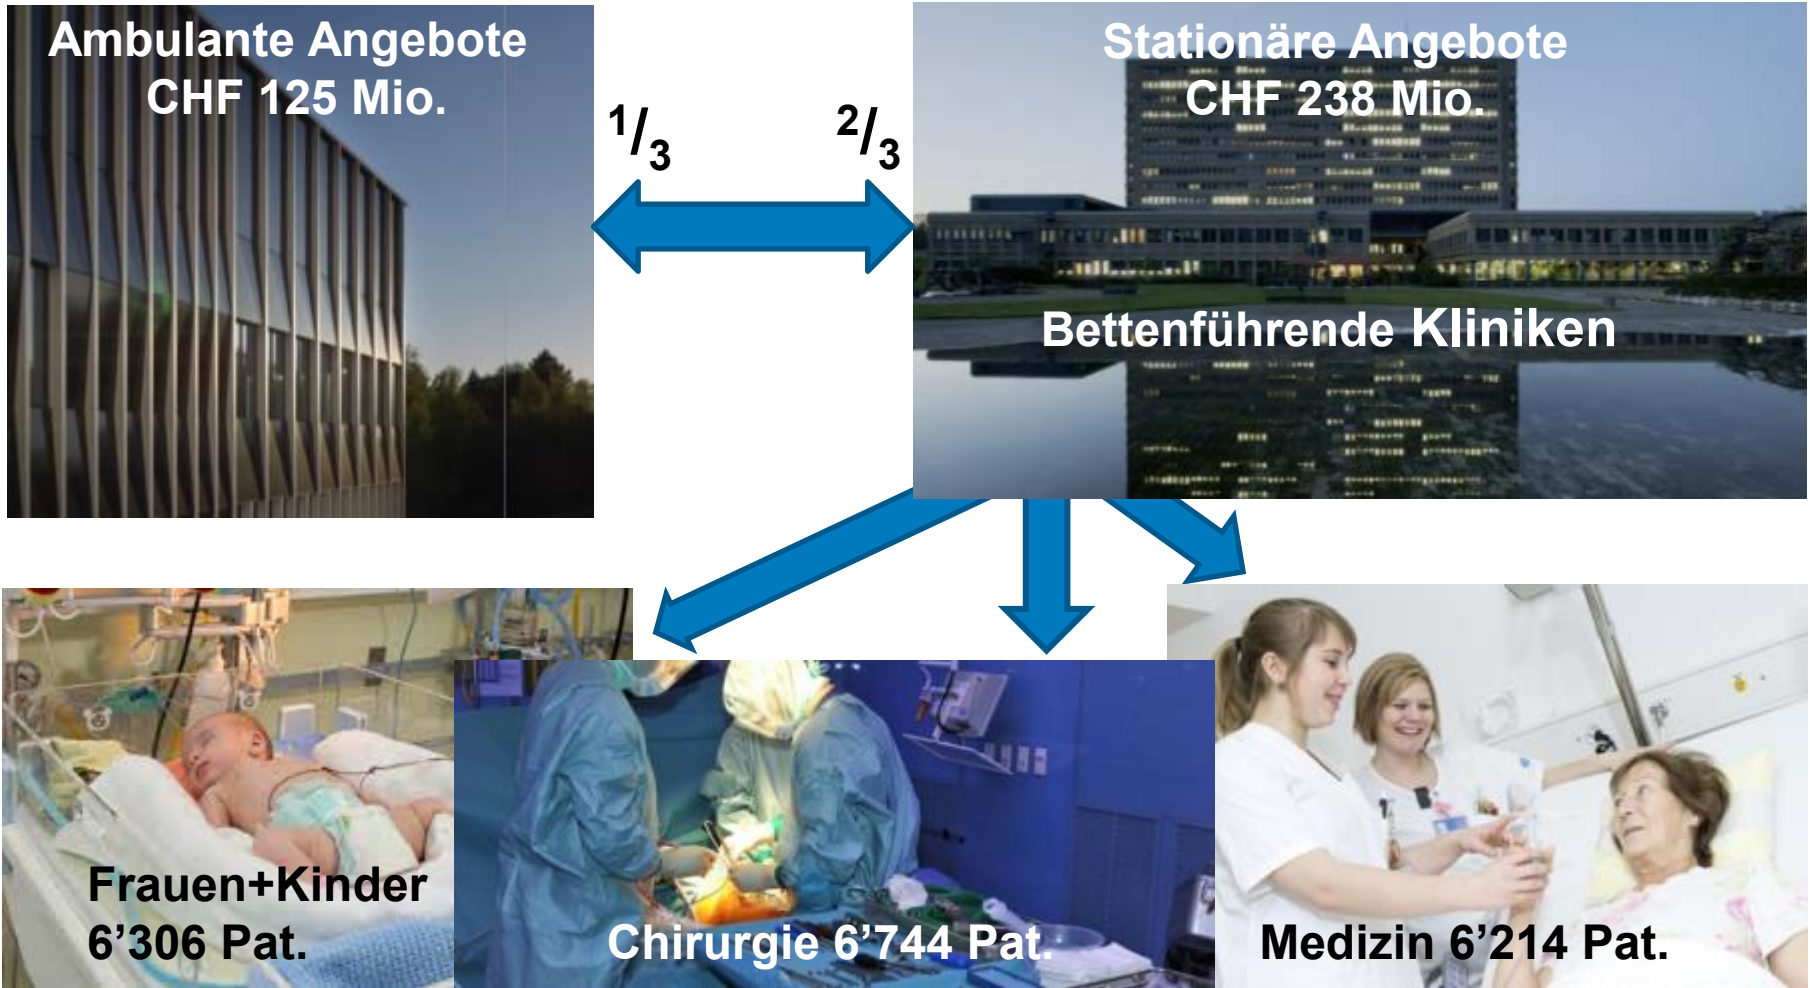 Ambulante Angebote
CHF 125 Mio.
1/3
2/3
Stationäre Angebote
CHF 238 Mio.
Bettenführende Kliniken
Frauen+Kinder
6’306 Pat.
Chirurgie 6’744 Pat.
Medizin 6’214 Pat.